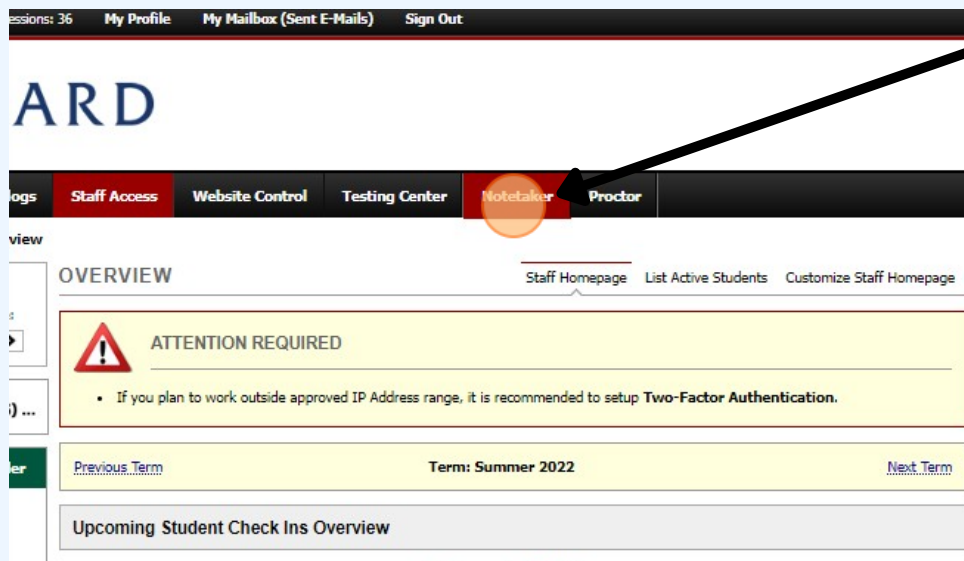 essions: 36 My Profile My Mailbox (Sent E-Mails) Sign Out
ARD
logs Staff Access Website Control Testing Center Notetaker Proctor
view
OVERVIEW Staff Homepage List Active Students Customize Staff Homepage
ATTENTION REQUIRED
• If you plan to work outside approved IP Address range, it is recommended to setup Two-Factor Authentication.
) ...
er Previous Term Term: Summer 2022 Next Term
Upcoming Student Check Ins Overview